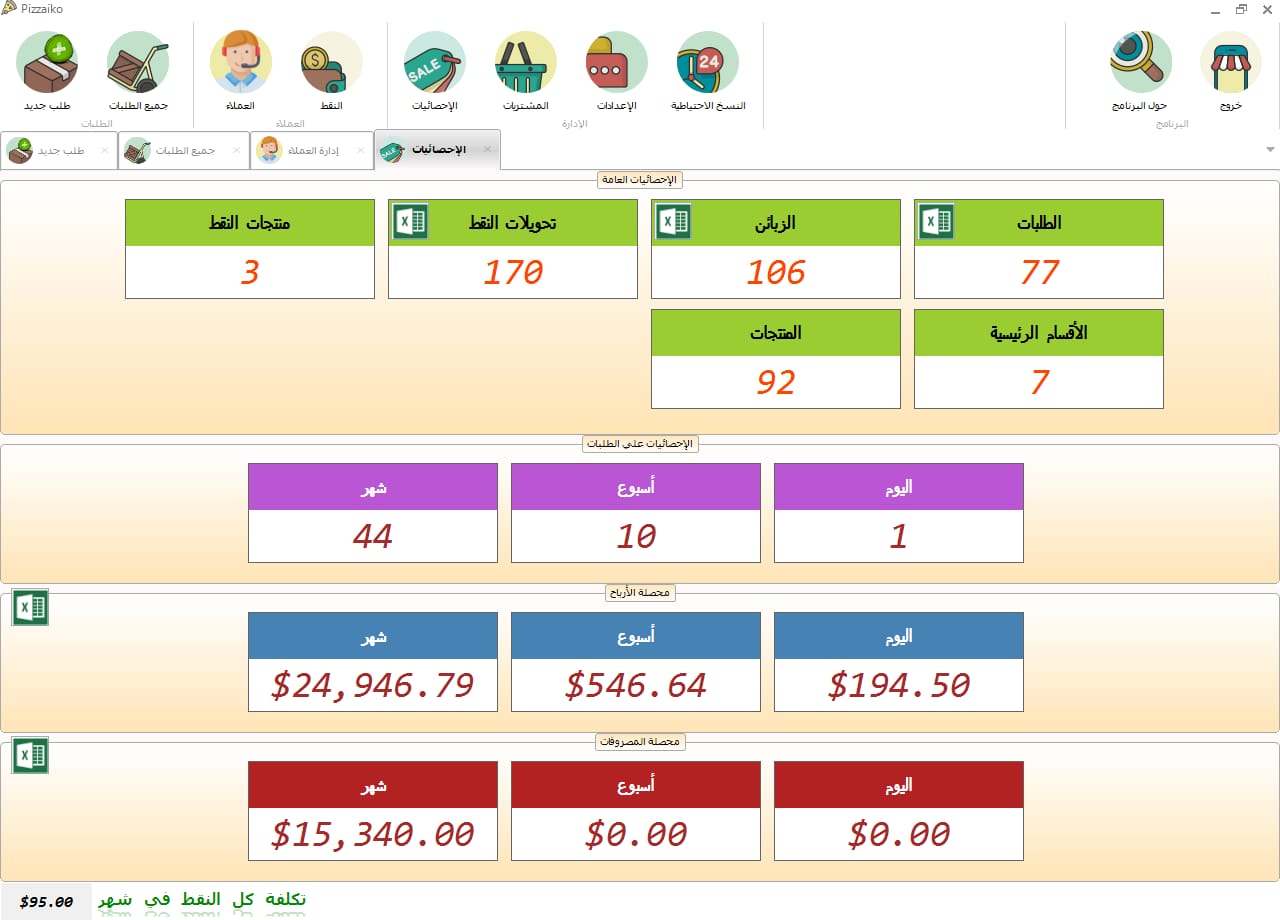 Pizzaiko
خروج
حول البرنامج
البرنامج
النسخ الاحتياطية
الإعدادات
المشتريات
الإحصائيات
الإدارة
النقط
العملاء
العملاء
جميع الطلبات
طلب جديد
الطلبات
طلب جديد
جميع الطلبات
إدارة العملاء
الإحصائيات
الإحصائيات العامة
الطلبات
77
الزبائن
106
تحويلات النقط
170
منتجات النقط
3
الأقسام الرئيسية
7
المنتجات
92
الإحصائيات على الطلبات
اليوم
1
أسبوع
10
شهر
44
محصلة الأرباح
اليوم
$194.50
أسبوع
$546.64
شهر
$24,946.79
محصلة المصروفات
اليوم
$0.00
أسبوع
$0.00
شهر
$15,340.00
تكلفة كل النقط في شهر
$95.00
SALE
24